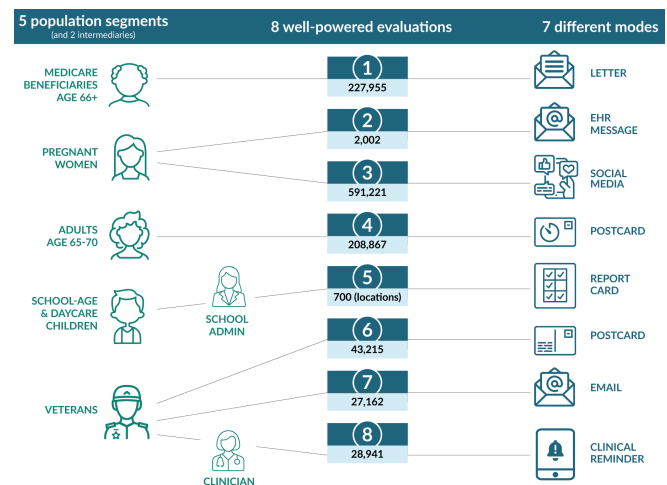 5 population segments
(and 2 intermediaries)
8 well-powered evaluations
7 different modes
MEDICARE
BENEFICIARIES
AGE 66+
1
227,955
LETTER
PREGNANT
WOMEN
2
2,002
@
EHR
MESSAGE
3
591,221
SOCIAL
MEDIA
ADULTS
AGE 65-70
4
208,867
POSTCARD
SCHOOL-AGE
& DAYCARE
CHILDREN
SCHOOL
ADMIN
5
700 (locations)
REPORT
CARD
VETERANS
6
43,215
POSTCARD
7
27,162
@
EMAIL
CLINICIAN
8
28,941
CLINICAL
REMINDER